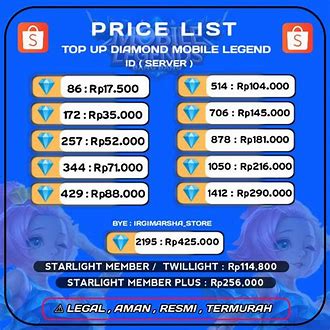 PRICE LIST
TOP UP DIAMOND MOBILE LEGEND
ID ( SERVER )
86 : Rp17.500
172 : Rp35.000
257 : Rp52.000
344 : Rp71.000
429 : Rp88.000
514 : Rp104.000
706 : Rp145.000
878 : Rp181.000
1050 : Rp216.000
1412 : Rp290.000
BYE : IRGIMARSHA_STORE
2195 : Rp425.000
STARLIGHT MEMBER / TWILLIGHT : Rp114,800
STARLIGHT MEMBER PLUS : Rp256.000
⚠ LEGAL , AMAN , RESMI , TERMURAH